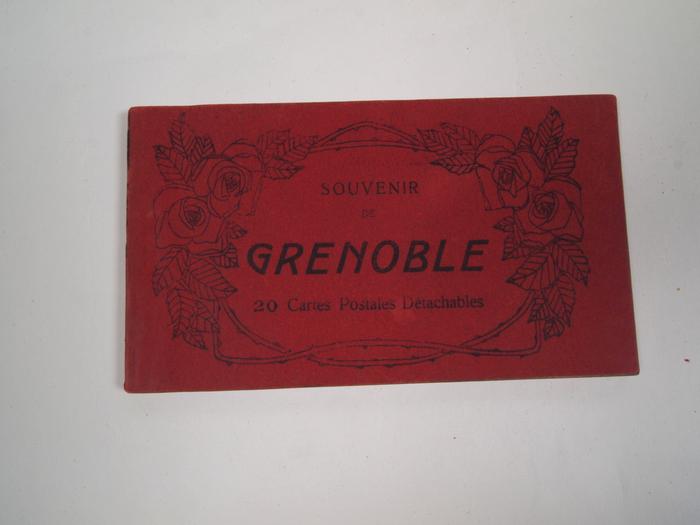 SOUVENIR
DE
GRENOBLE
20 Cartes Postales Détachables